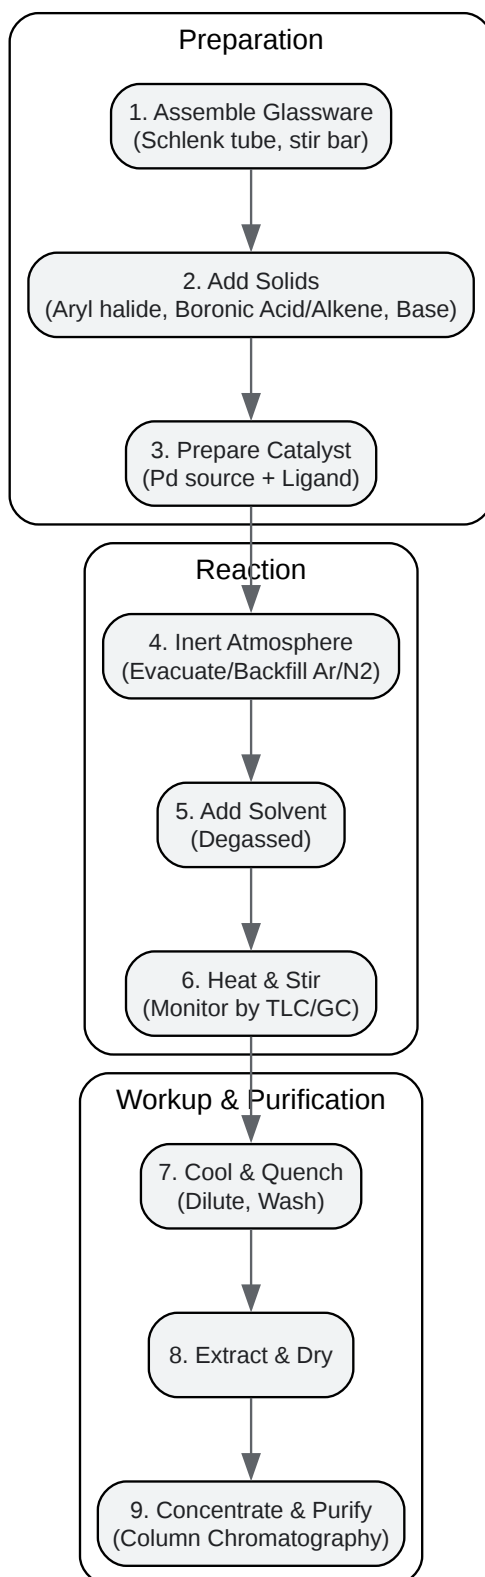 Preparation
1. Assemble Glassware
(Schlenk tube, stir bar)
2. Add Solids
(Aryl halide, Boronic Acid/Alkene, Base)
3. Prepare Catalyst
(Pd source + Ligand)
Reaction
4. Inert Atmosphere
(Evacuate/Backfill Ar/N2)
5. Add Solvent
(Degassed)
6. Heat & Stir
(Monitor by TLC/GC)
Workup & Purification
7. Cool & Quench
(Dilute, Wash)
8. Extract & Dry
9. Concentrate & Purify
(Column Chromatography)